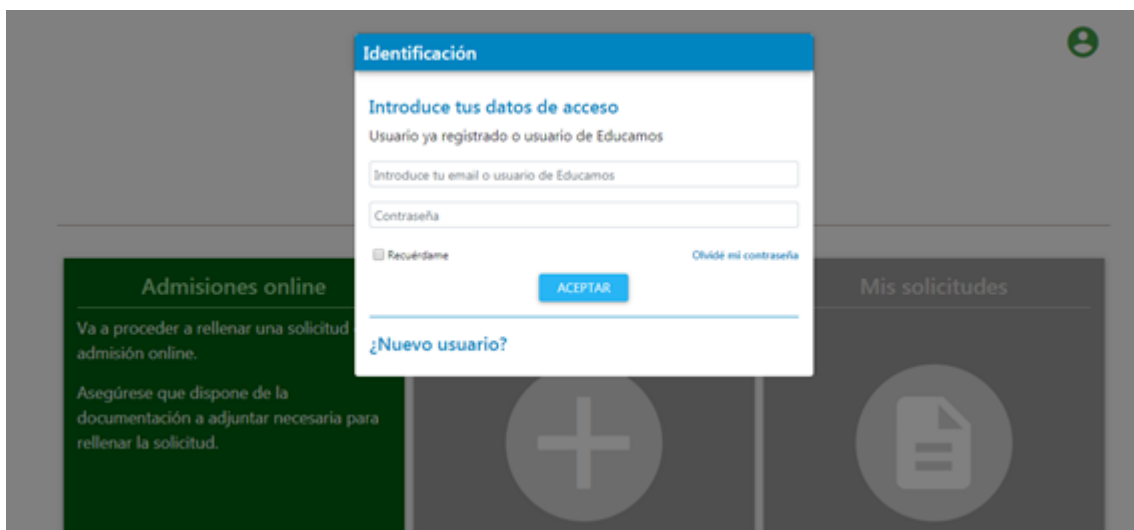 Identificación
Introduce tus datos de acceso
Usuario ya registrado o usuario de Educamos
Introduce tu email o usuario de Educamos
Contraseña
Recuérdame
Olvidé mi contraseña
ACEPTAR
¿Nuevo usuario?
Admisiones online
Va a proceder a rellenar una solicitud
admisión online.
Asegúrese que dispone de la
documentación a adjuntar necesaria para
rellenar la solicitud.
Mis solicitudes